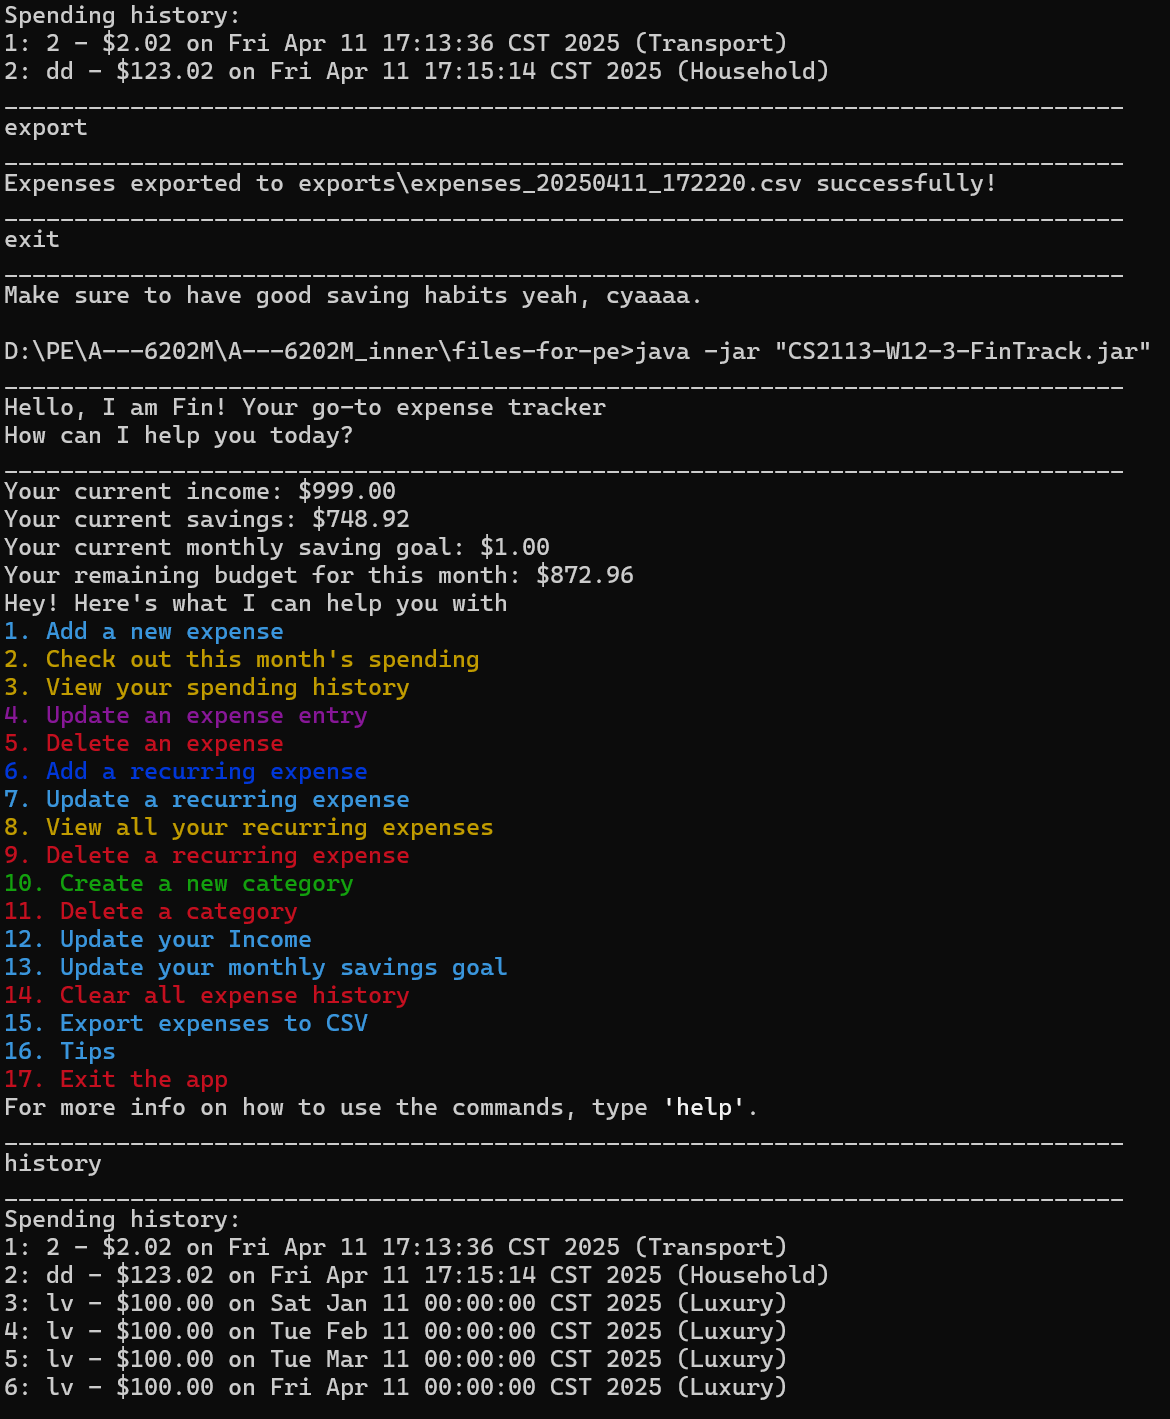 Spending history:
1: 2 - $2.02 on Fri Apr 11 17:13:36 CST 2025 (Transport)
2: dd - $123.02 on Fri Apr 11 17:15:14 CST 2025 (Household)
________________________________________________________________________________
export
________________________________________________________________________________
Expenses exported to exports\expenses_20250411_172220.csv successfully!
________________________________________________________________________________
exit
________________________________________________________________________________
Make sure to have good saving habits yeah, cyaaaa.

D:\PE\A---6202M\A---6202M_inner\files-for-pe>java -jar "CS2113-W12-3-FinTrack.jar"
________________________________________________________________________________
Hello, I am Fin! Your go-to expense tracker
How can I help you today?
________________________________________________________________________________
Your current income: $999.00
Your current savings: $748.92
Your current monthly saving goal: $1.00
Your remaining budget for this month: $872.96
Hey! Here's what I can help you with
1. Add a new expense
2. Check out this month's spending
3. View your spending history
4. Update an expense entry
5. Delete an expense
6. Add a recurring expense
7. Update a recurring expense
8. View all your recurring expenses
9. Delete a recurring expense
10. Create a new category
11. Delete a category
12. Update your Income
13. Update your monthly savings goal
14. Clear all expense history
15. Export expenses to CSV
16. Tips
17. Exit the app
For more info on how to use the commands, type 'help'.
________________________________________________________________________________
history
________________________________________________________________________________
Spending history:
1: 2 - $2.02 on Fri Apr 11 17:13:36 CST 2025 (Transport)
2: dd - $123.02 on Fri Apr 11 17:15:14 CST 2025 (Household)
3: lv - $100.00 on Sat Jan 11 00:00:00 CST 2025 (Luxury)
4: lv - $100.00 on Tue Feb 11 00:00:00 CST 2025 (Luxury)
5: lv - $100.00 on Tue Mar 11 00:00:00 CST 2025 (Luxury)
6: lv - $100.00 on Fri Apr 11 00:00:00 CST 2025 (Luxury)